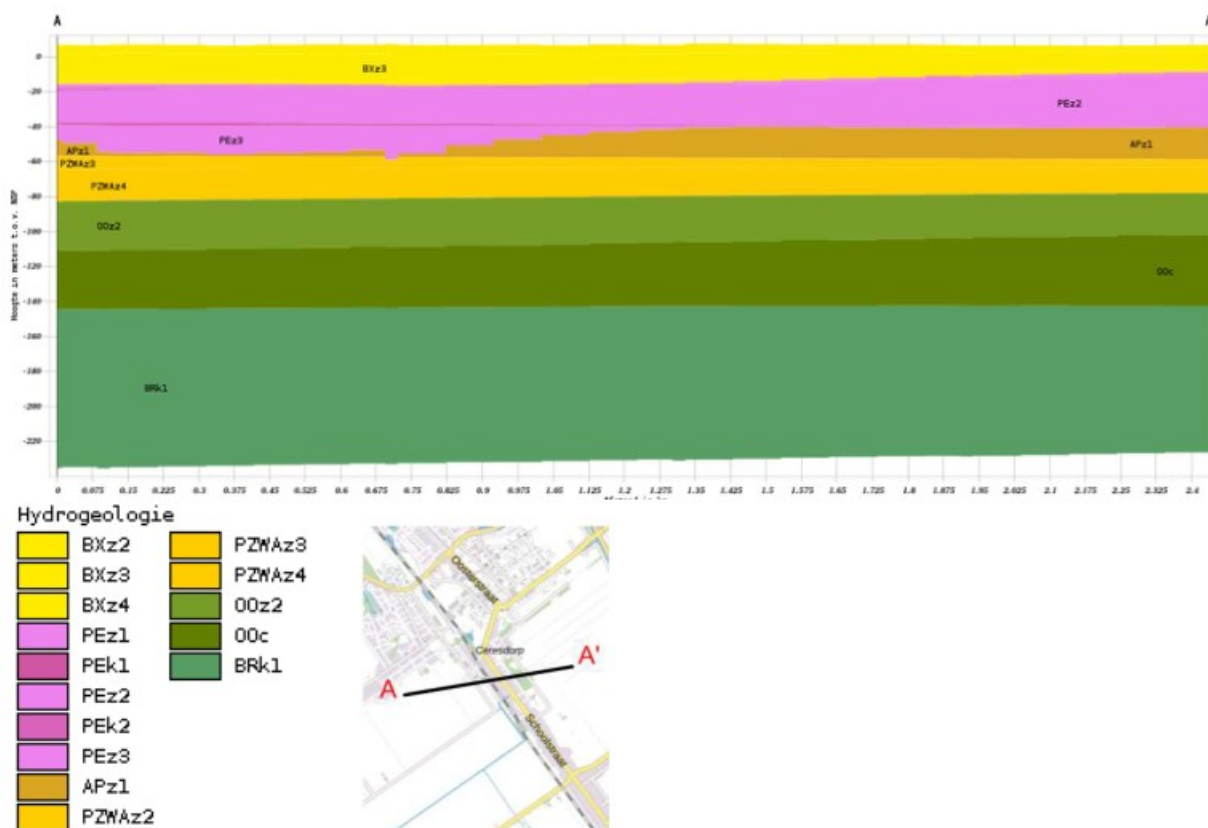 A A
BXz3
PEz2
PEz3
APz1
APz1
PZWAz3
PZWAz4
OOz2
OOc
BRk1
Hoogte in meters t.o.v. NAP
0
-20
-40
-60
-80
-100
-120
-140
-160
-180
-200
-220
0 0.075 0.15 0.225 0.3 0.375 0.45 0.525 0.6 0.675 0.75 0.825 0.9 0.975 1.05 1.125 1.2 1.275 1.35 1.425 1.5 1.575 1.65 1.725 1.8 1.875 1.95 2.025 2.1 2.175 2.25 2.325 2.4
Hydrogeologie
BXz2
BXz3
BXz4
PEz1
PEk1
PEz2
PEk2
PEz3
APz1
PZWAz2
PZWAz3
PZWAz4
OOz2
OOc
BRk1
Oosterstraat
Ceresdorp
A
A'
Schoolstraat